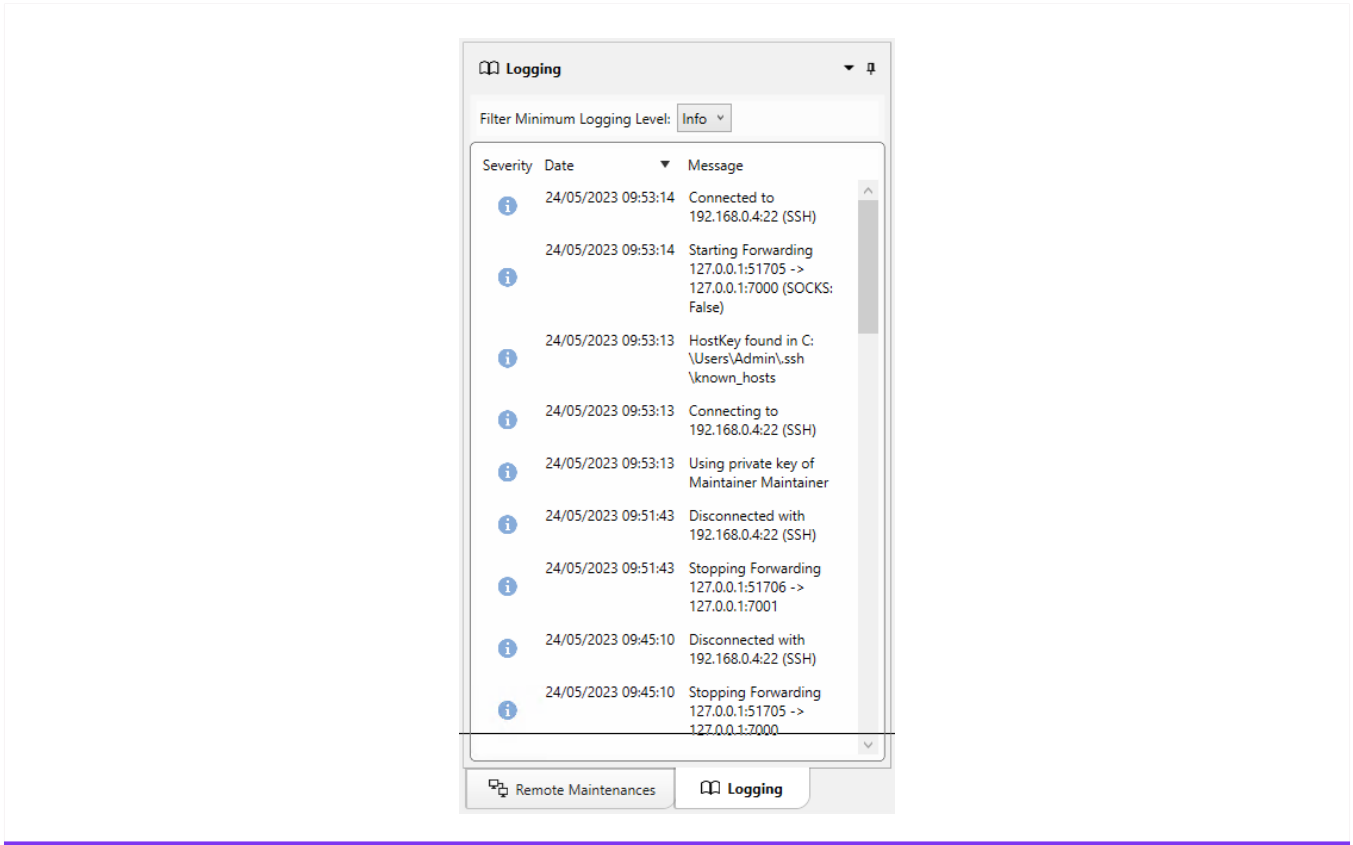 Logging
Filter Minimum Logging Level: Info
Severity Date Message
24/05/2023 09:53:14 Connected to
192.168.0.4:22 (SSH)
24/05/2023 09:53:14 Starting Forwarding
127.0.0.1:51705 ->
127.0.0.1:7000 (SOCKS:
False)
24/05/2023 09:53:13 HostKey found in C:
\Users\Admin\.ssh
\known_hosts
24/05/2023 09:53:13 Connecting to
192.168.0.4:22 (SSH)
24/05/2023 09:53:13 Using private key of
Maintainer Maintainer
24/05/2023 09:51:43 Disconnected with
192.168.0.4:22 (SSH)
24/05/2023 09:51:43 Stopping Forwarding
127.0.0.1:51706 ->
127.0.0.1:7001
24/05/2023 09:45:10 Disconnected with
192.168.0.4:22 (SSH)
24/05/2023 09:45:10 Stopping Forwarding
127.0.0.1:51705 ->
127.0.0.1:7000
Remote Maintenances Logging